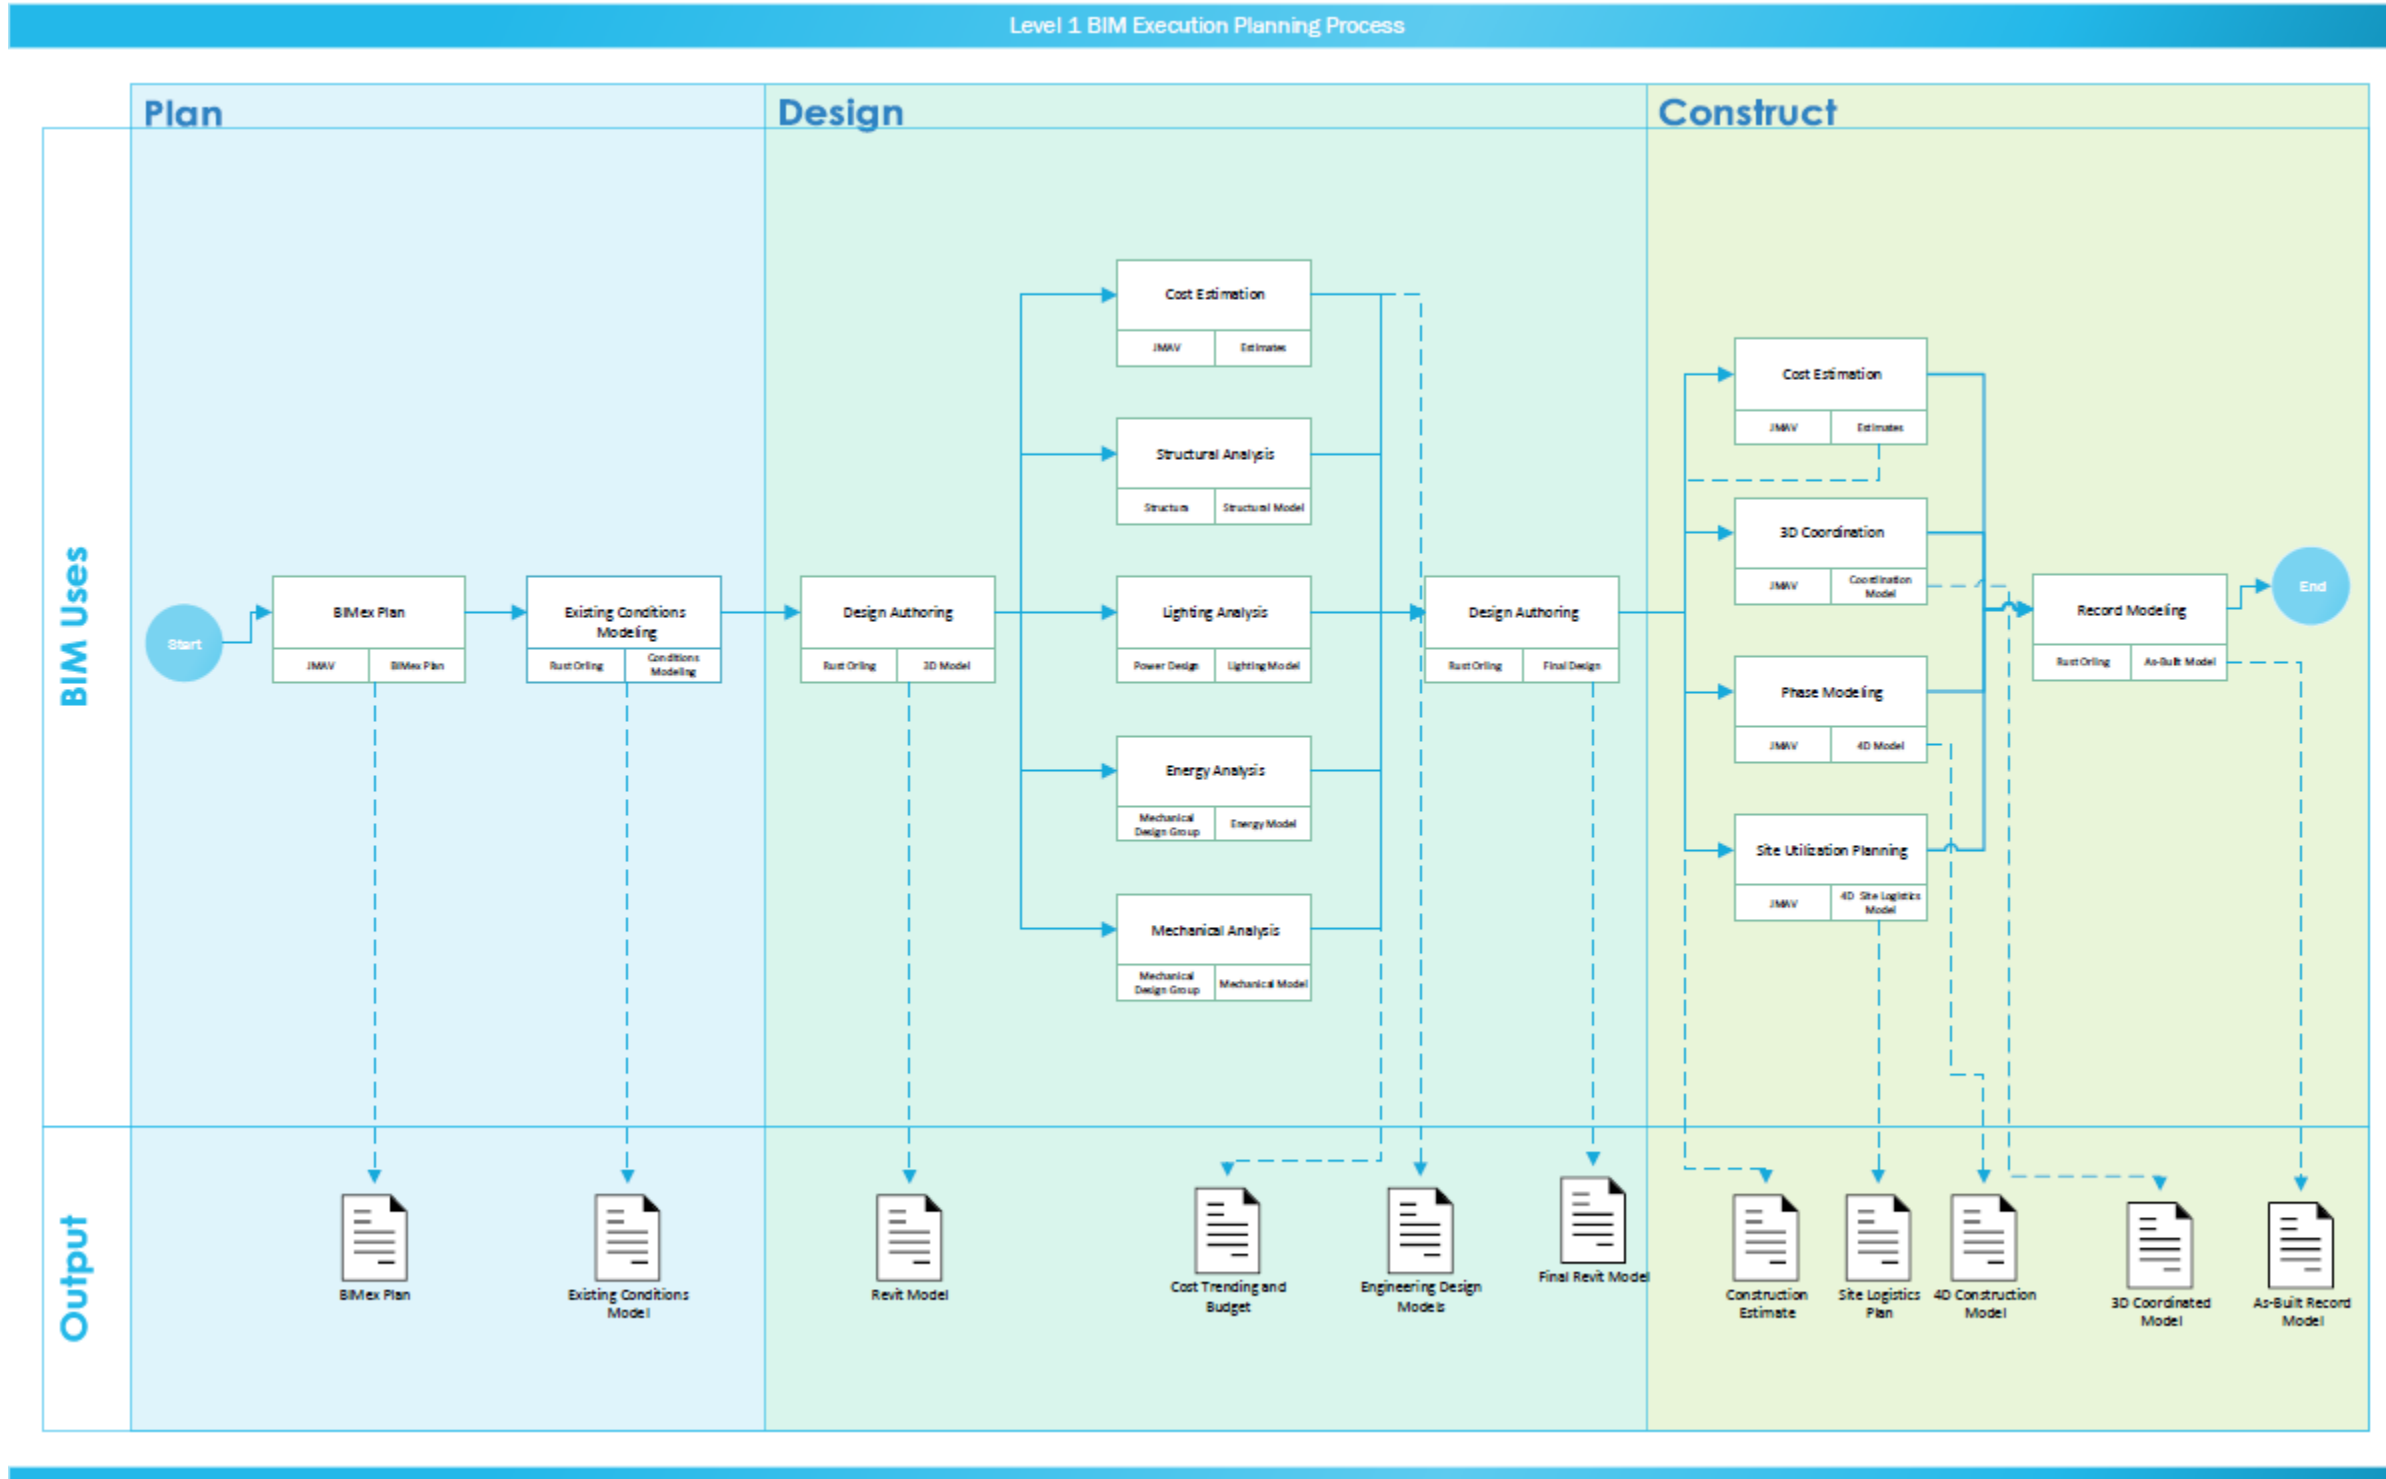 Level 1 BIM Execution Planning Process
Plan
Design
Construct
BIM Uses
Start
BIMex Plan
JMAV
BIMex Plan
Existing Conditions
Modeling
Rust Orling
Conditions
Modeling
Design Authoring
Rust Orling
3D Model
Cost Estimation
JMAV
Estimates
Structural Analysis
Structura
Structural Model
Lighting Analysis
Power Design
Lighting Model
Energy Analysis
Mechanical
Design Group
Energy Model
Mechanical Analysis
Mechanical
Design Group
Mechanical Model
Design Authoring
Rust Orling
Final Design
Cost Estimation
JMAV
Estimates
3D Coordination
JMAV
Coordination
Model
Phase Modeling
JMAV
4D Model
Site Utilization Planning
JMAV
4D Site Logistics
Model
Record Modeling
Rust Orling
As-Built Model
End
Output
BIMex Plan
Existing Conditions
Model
Revit Model
Cost Trending and
Budget
Engineering Design
Models
Final Revit Model
Construction
Estimate
Site Logistics
Plan
4D Construction
Model
3D Coordinated
Model
As-Built Record
Model